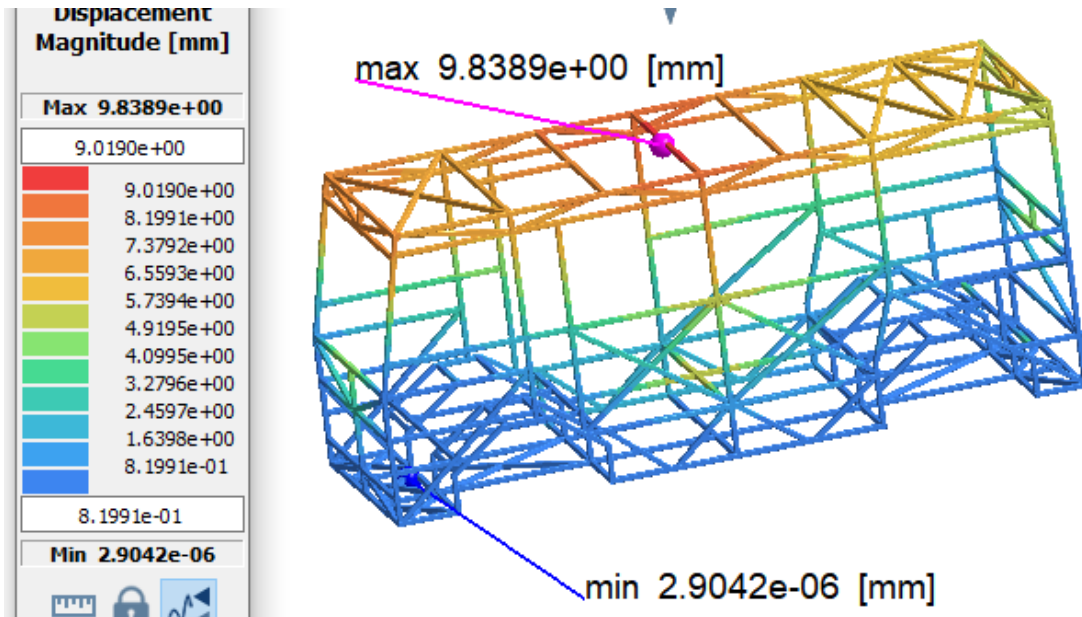 Displacement
Magnitude [mm]
Max 9.8389e+00
9.0190e+00
9.0190e+00
8.1991e+00
7.3792e+00
6.5593e+00
5.7394e+00
4.9195e+00
4.0995e+00
3.2796e+00
2.4597e+00
1.6398e+00
8.1991e-01
8.1991e-01
Min 2.9042e-06
max 9.8389e+00 [mm]
min 2.9042e-06 [mm]